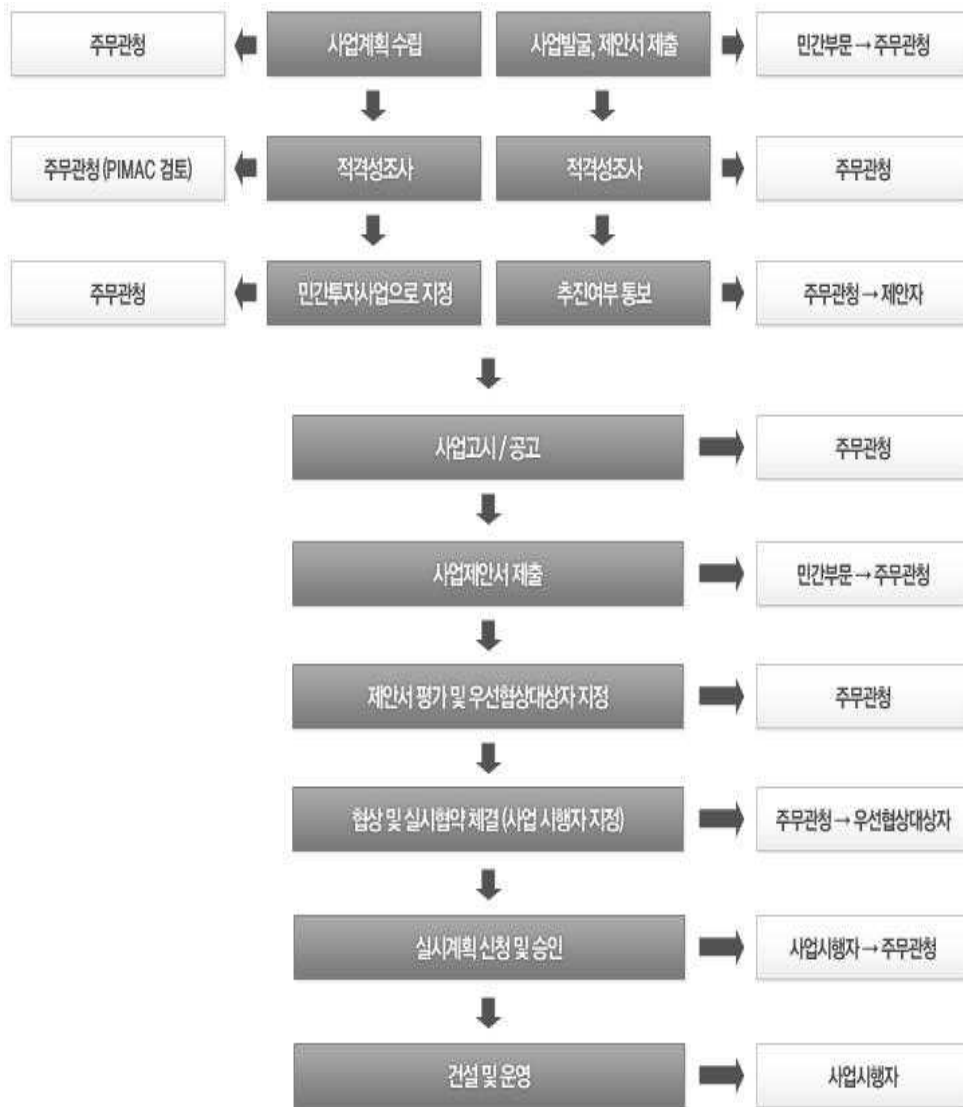 주무관청
사업계획 수립
사업발굴, 제안서 제출
민간부문 → 주무관청
주무관청 (PIMAC 검토)
적격성조사
적격성조사
주무관청
주무관청
민간투자사업으로 지정
추진여부 통보
주무관청 → 제안자
사업고시 / 공고
주무관청
사업제안서 제출
민간부문 → 주무관청
제안서 평가 및 우선협상대상자 지정
주무관청
협상 및 실시협약 체결 (사업 시행자 지정)
주무관청 → 우선협상대상자
실시계획 신청 및 승인
사업시행자 → 주무관청
건설 및 운영
사업시행자